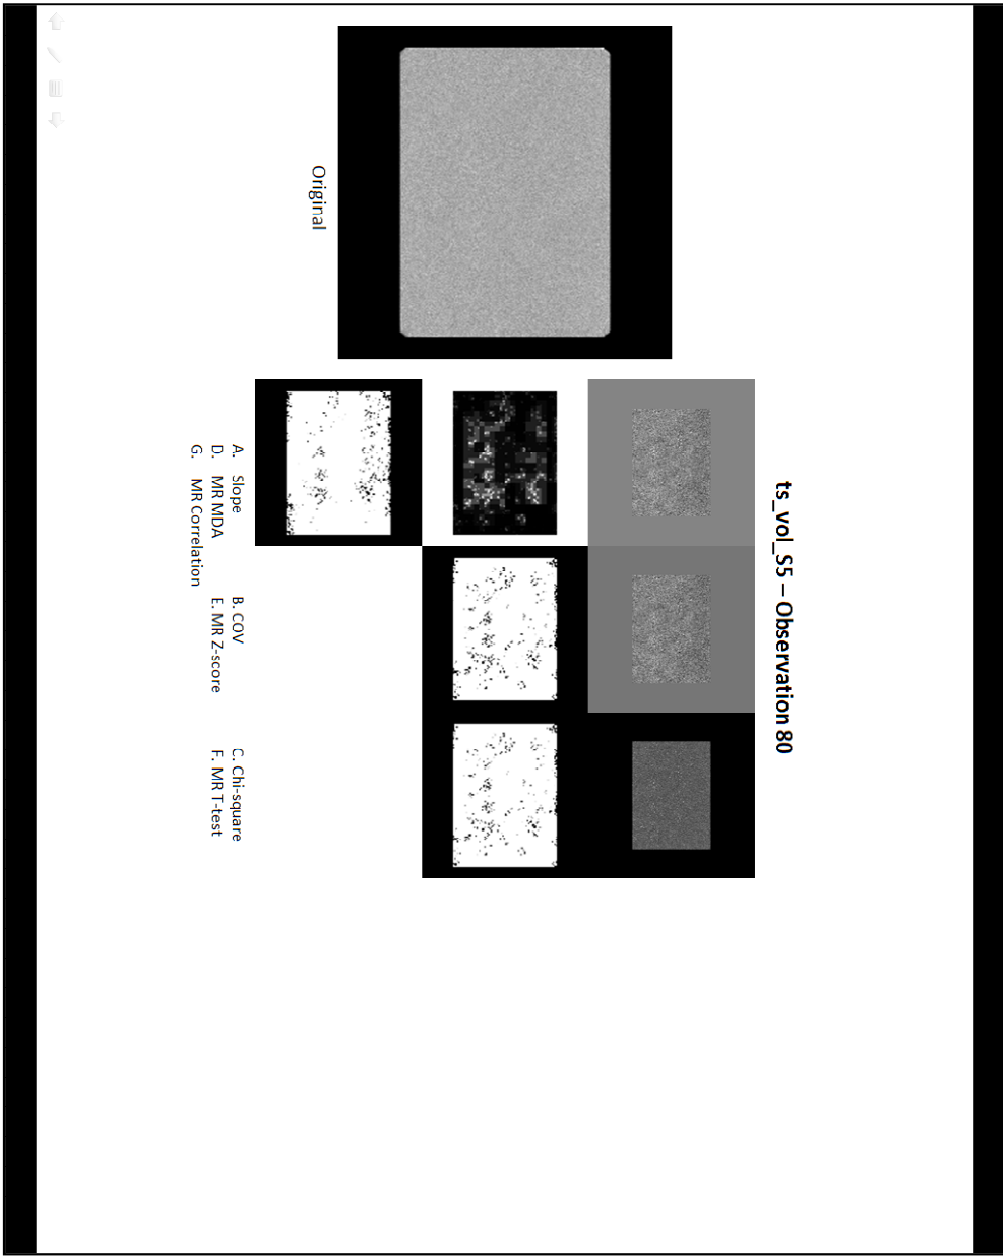 ts_vol_S5 – Observation 80
Original
A. Slope B. COV C. Chi-square
D. MR MDA E. MR Z-score F. MR T-test
G. MR Correlation